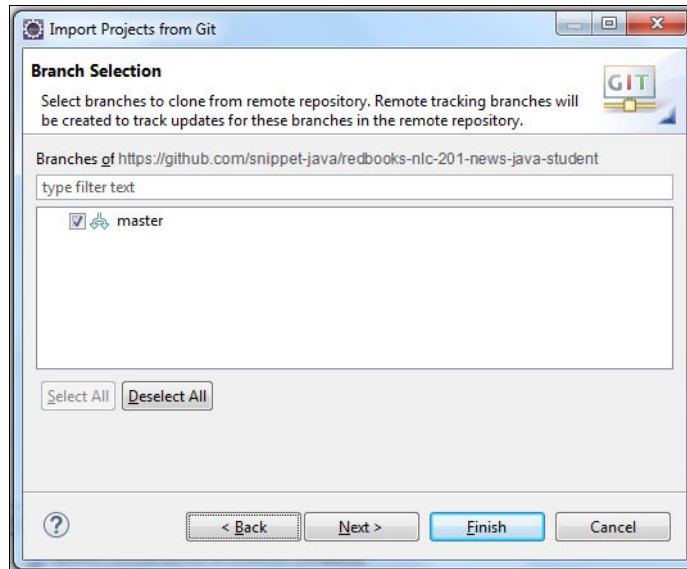 Import Projects from Git
Branch Selection
Select branches to clone from remote repository. Remote tracking branches will
be created to track updates for these branches in the remote repository.
GIT
Branches of https://github.com/snippet-java/redbooks-nlc-201-news-java-student
type filter text
master
Select All Deselect All
? < Back Next > Finish Cancel